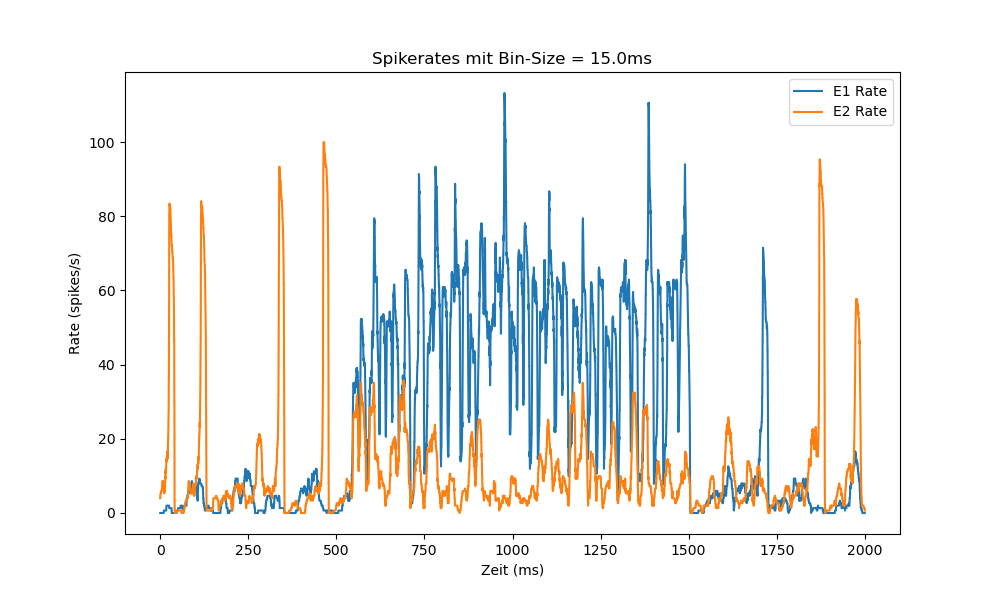 Spikerates mit Bin-Size = 15.0ms
E1 Rate
E2 Rate
Rate (spikes/s)
100
80
60
40
20
0
0 250 500 750 1000 1250 1500 1750 2000
Zeit (ms)